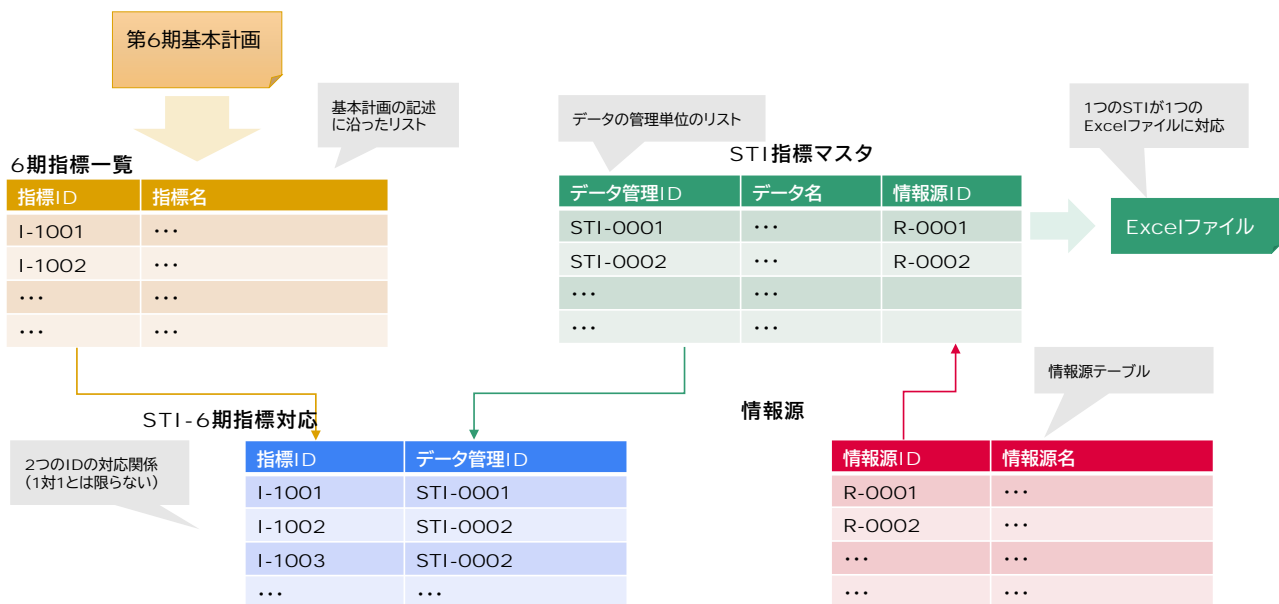 第6期基本計画
基本計画の記述
に沿ったリスト
6期指標一覧
指標ID 指標名
I-1001 …
I-1002 …
… …
… …
データの管理単位のリスト
STI指標マスタ
データ管理ID データ名 情報源ID
STI-0001 … R-0001
STI-0002 … R-0002
… …
… …
1つのSTIが1つの
Excelファイルに対応
Excelファイル
STI-6期指標対応
2つのIDの対応関係
（1対1とは限らない）
指標ID データ管理ID
I-1001 STI-0001
I-1002 STI-0002
I-1003 STI-0002
… …
情報源
情報源テーブル
情報源ID 情報源名
R-0001 …
R-0002 …
… …
… …